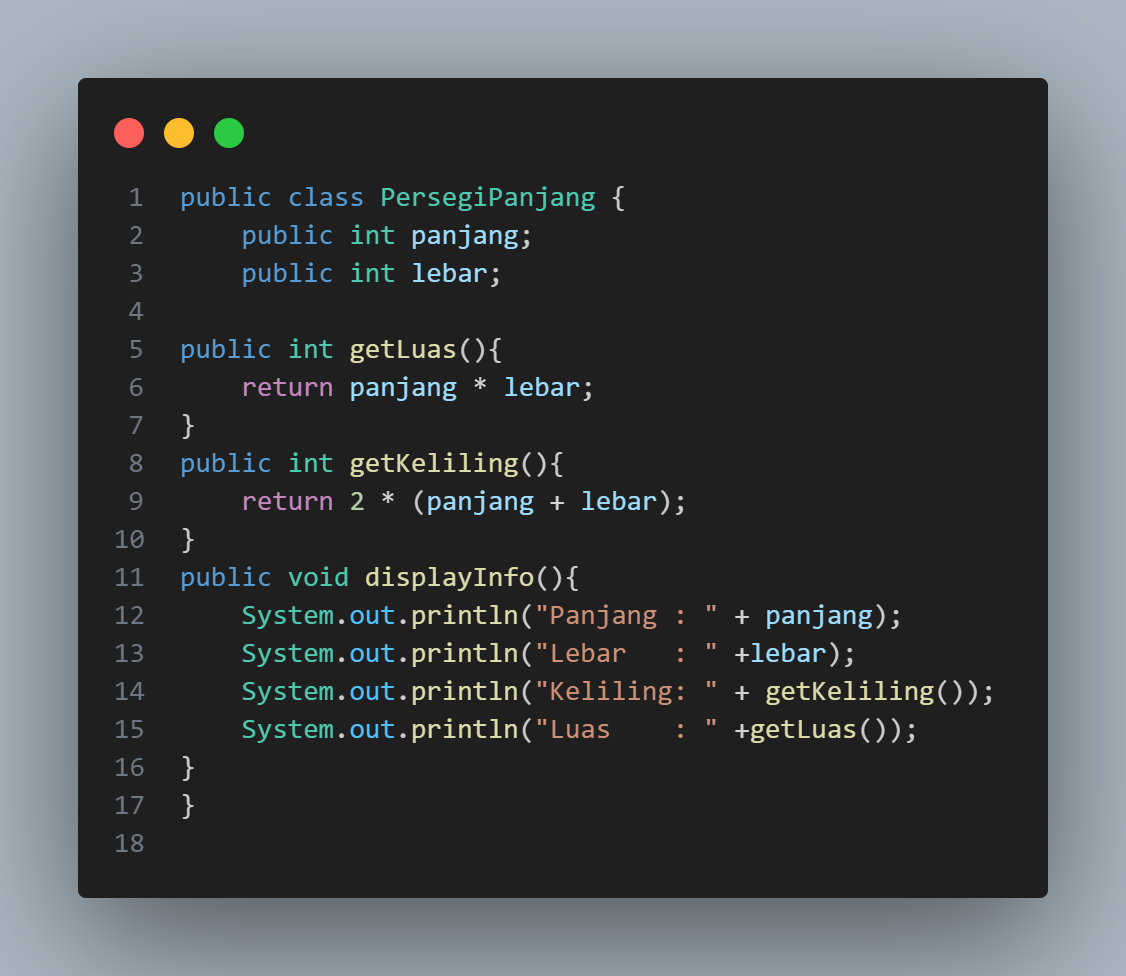 1 public class PersegiPanjang {
2     public int panjang;
3     public int lebar;
4
5 public int getLuas(){
6     return panjang * lebar;
7 }
8 public int getKeliling(){
9     return 2 * (panjang + lebar);
10 }
11 public void displayInfo(){
12     System.out.println("Panjang : " + panjang);
13     System.out.println("Lebar   : " +lebar);
14     System.out.println("Keliling: " + getKeliling());
15     System.out.println("Luas    : " +getLuas());
16 }
17 }
18